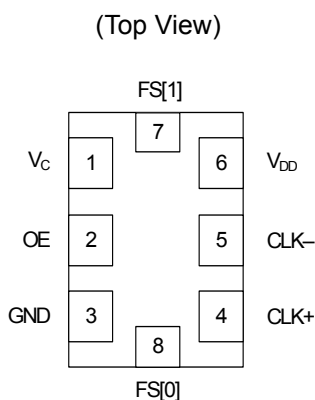 (Top View)
FS[1]
7
V_C 1 6 V_DD
OE 2 5 CLK–
GND 3 4 CLK+
8
FS[0]